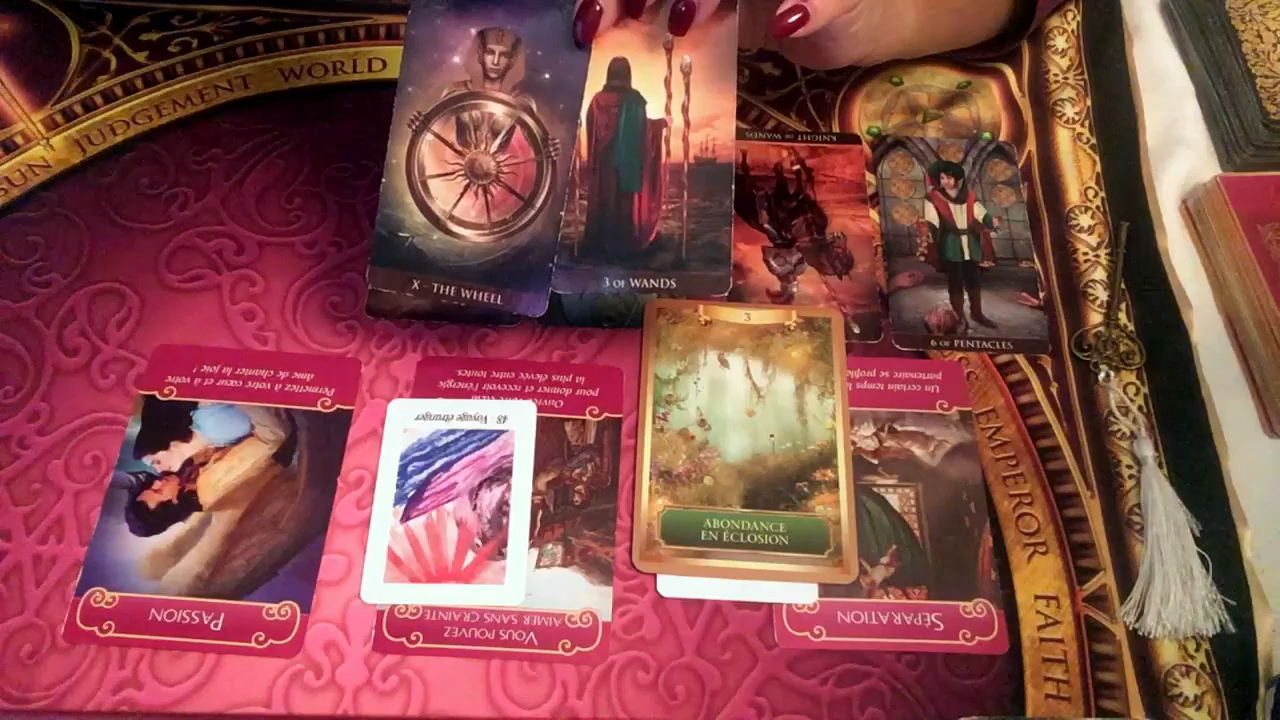 SUN JUDGEMENT WORLD
X - THE WHEEL
3 OF WANDS
KNIGHT OF WANDS
6 OF PENTACLES
Permettez à votre cœur et à votre
âme de chanter la joie !
PASSION
pour donner et recevoir l'énergie
la plus élevée entre toutes.
48 - Voyage étranger
VOUS POUVEZ
AIMER SANS CRAINTE
3
ABONDANCE
EN ÉCLOSION
Un certain temps
partenaire se
SÉPARATION
EMPEROR FAITH